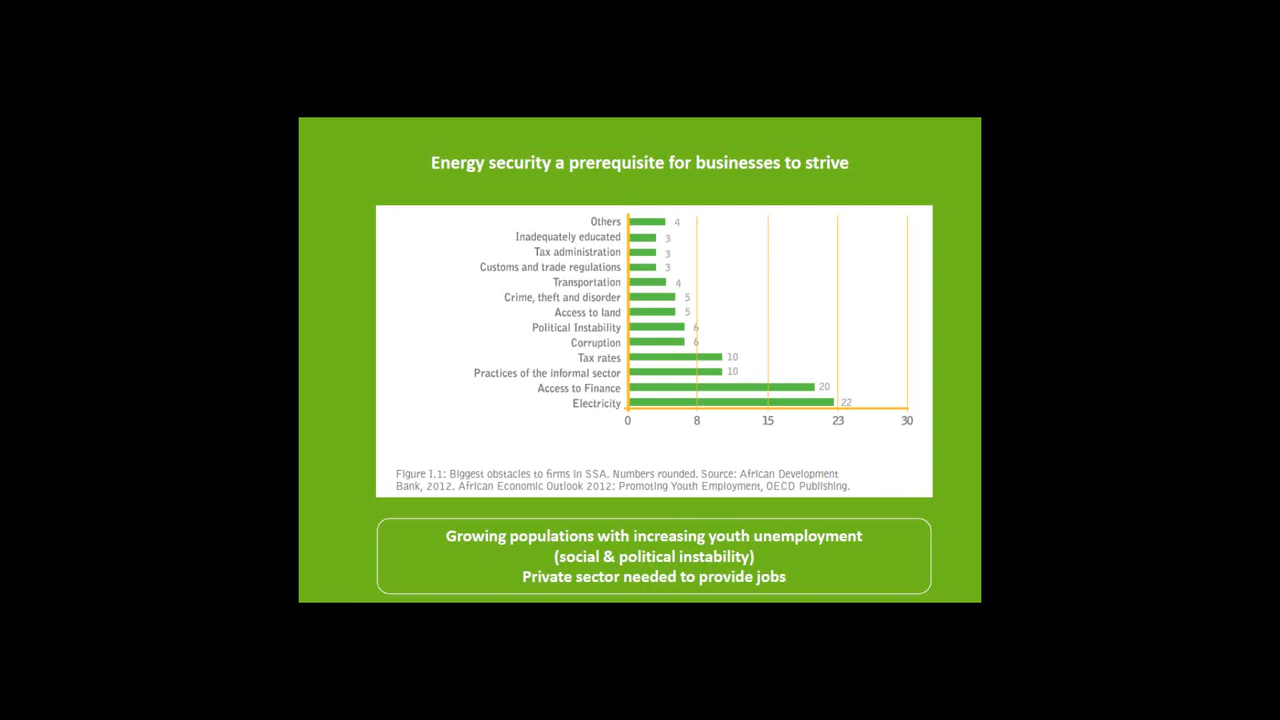 Energy security a prerequisite for businesses to strive
Others 4
Inadequately educated 3
Tax administration 3
Customs and trade regulations 3
Transportation 4
Crime, theft and disorder 5
Access to land 5
Political Instability 6
Corruption 6
Tax rates 10
Practices of the informal sector 10
Access to Finance 20
Electricity 22
0 8 15 23 30
Figure I.1: Biggest obstacles to firms in SSA. Numbers rounded. Source: African Development
Bank, 2012. African Economic Outlook 2012: Promoting Youth Employment, OECD Publishing.
Growing populations with increasing youth unemployment
(social & political instability)
Private sector needed to provide jobs